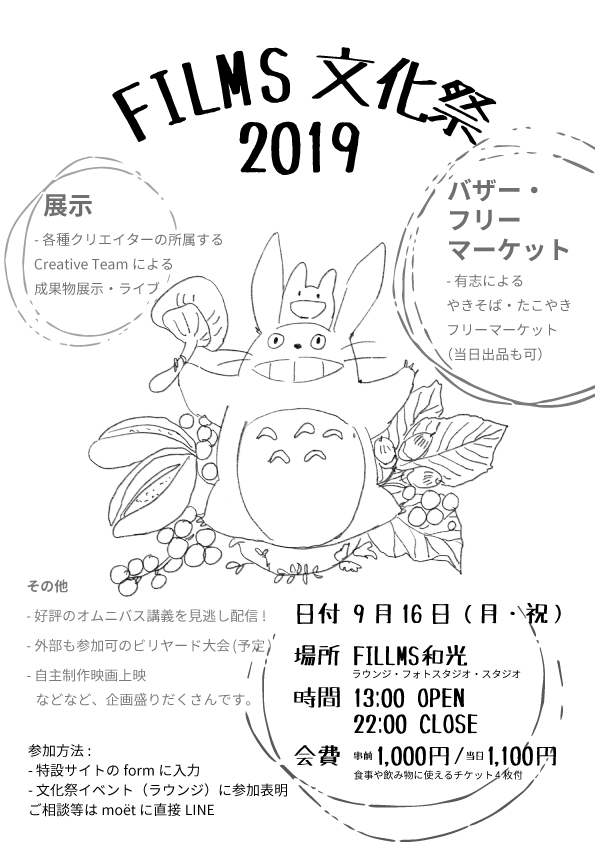 FILMS 文化祭
2019
展示
- 各種クリエイターの所属する
Creative Team による
成果物展示・ライブ
バザー・
フリー
マーケット
- 有志による
やきそば・たこやき
フリーマーケット
(当日出品も可)
その他
- 好評のオムニバス講義を見逃し配信！
- 外部も参加可のビリヤード大会(予定)
- 自主制作映画上映
などなど、企画盛りだくさんです。
参加方法 :
- 特設サイトの form に入力
- 文化祭イベント（ラウンジ）に参加表明
ご相談等は moët に直接 LINE
日付 9月16日(月・祝)
場所 FILLMS和光
ラウンジ・フォトスタジオ・スタジオ
時間 13:00 OPEN
22:00 CLOSE
会費 事前 1,000円/当日 1,100円
食事や飲み物に使えるチケット4枚付